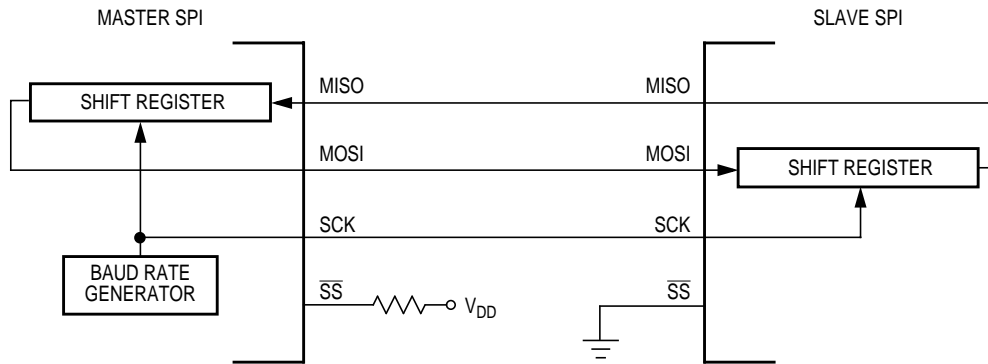 MASTER SPI
SLAVE SPI
SHIFT REGISTER
MISO
MISO
MOSI
MOSI
SHIFT REGISTER
SCK
SCK
BAUD RATE
GENERATOR
SS
VDD
SS